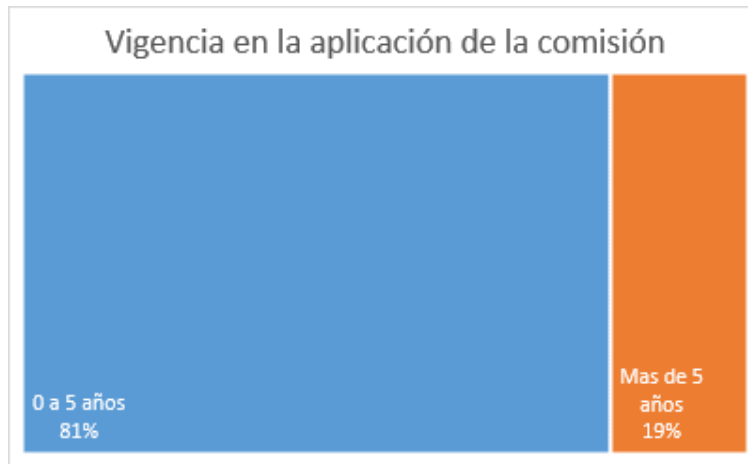 Vigencia en la aplicación de la comisión
0 a 5 años
81%
Mas de 5
años
19%